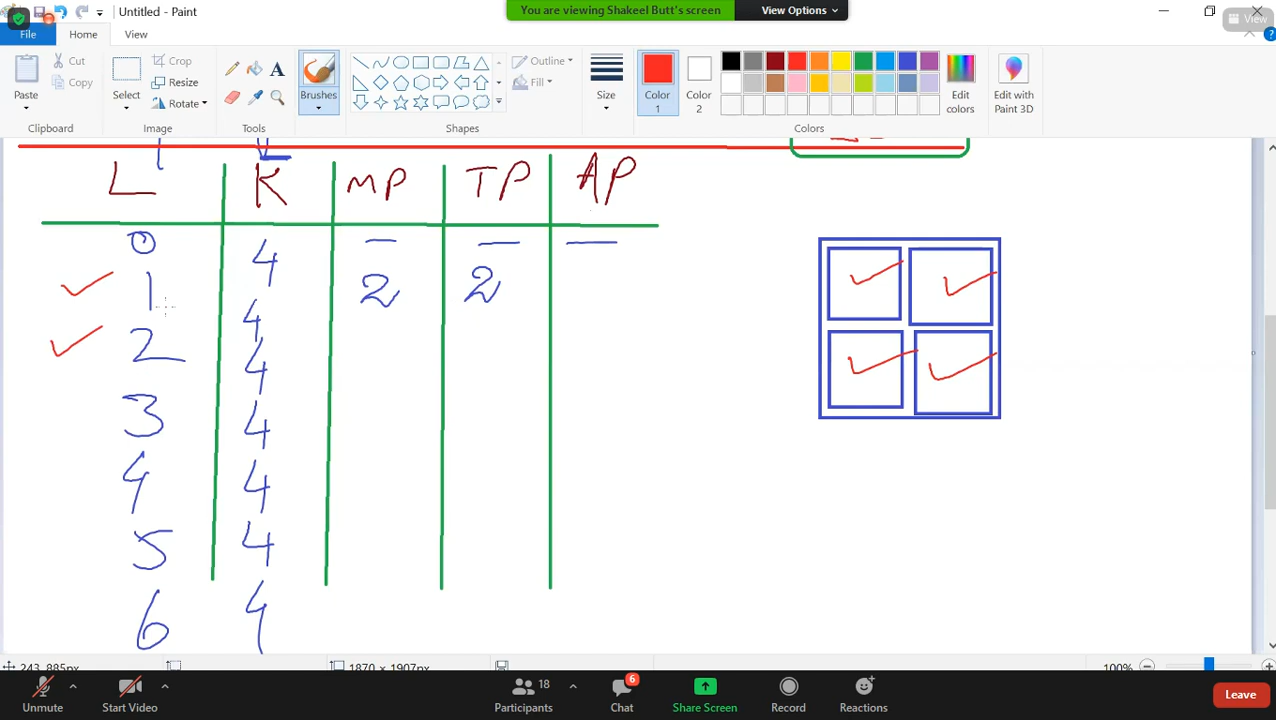 Untitled - Paint
You are viewing Shakeel Butt's screen View Options
View
File Home View
Paste Cut Copy
Clipboard
Select Crop Resize Rotate
Image
Tools
Brushes
Shapes
Outline Fill
Size
Color 1
Color 2
Edit colors
Edit with Paint 3D
Colors
L K MP TP AP
0 4 — — —
1 4 2 2
2 4
3 4
4 4
5 4
6 4
243, 885px 1870 × 1907px 100%
Unmute Start Video Participants 18 Chat 6 Share Screen Record Reactions Leave